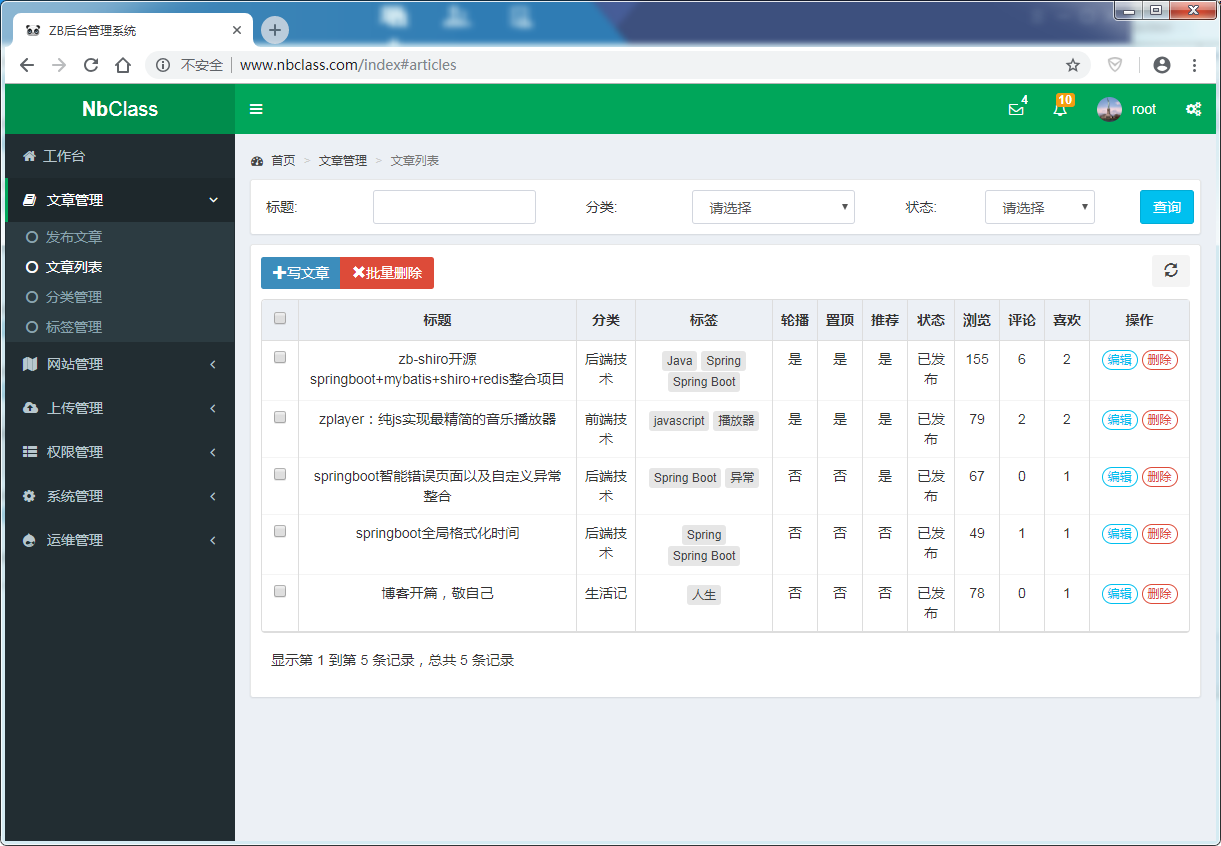 ZB后台管理系统
不安全 www.nbclass.com/index#articles
NbClass
4
10
root
工作台
文章管理
发布文章
文章列表
分类管理
标签管理
网站管理
上传管理
权限管理
系统管理
运维管理
首页 > 文章管理 > 文章列表
标题: 分类: 请选择 状态: 请选择 查询
写文章 批量删除
标题 分类 标签 轮播 置顶 推荐 状态 浏览 评论 喜欢 操作
zb-shiro开源 后端技 Java Spring 是 是 是 已发 155 6 2 编辑 删除
springboot+mybatis+shiro+redis整合项目 术 Spring Boot 布
zplayer：纯js实现最精简的音乐播放器 前端技 javascript 播放器 是 是 是 已发 79 2 2 编辑 删除
术 布
springboot智能错误页面以及自定义异常 后端技 Spring Boot 异常 否 否 是 已发 67 0 1 编辑 删除
整合 术 布
springboot全局格式化时间 后端技 Spring 否 否 否 已发 49 1 1 编辑 删除
术 Spring Boot 布
博客开篇，敬自己 生活记 人生 否 否 否 已发 78 0 1 编辑 删除
布
显示第 1 到第 5 条记录，总共 5 条记录